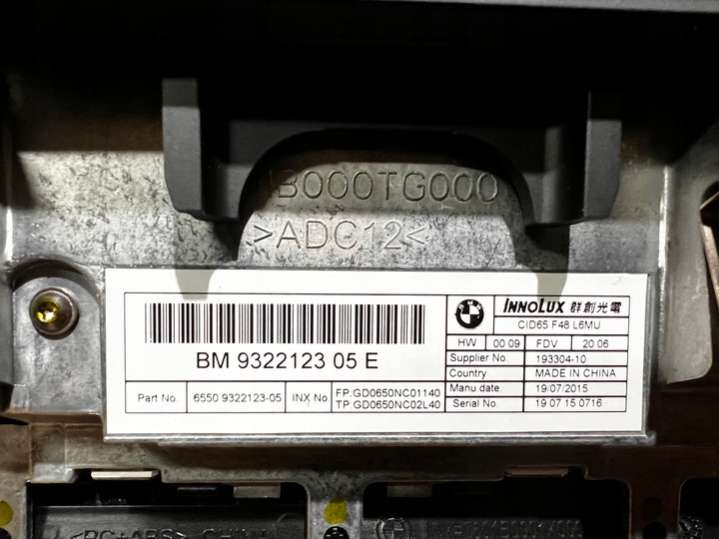 B000TG000
>ADC12<
BM 9322123 05 E
Part No. 6550 9322123-05 INX No FP:GD0650NC01140
TP:GD0650NC02L40
INNOLUX 群創光電
CID65 F48 L6MU
HW 00 09 FDV 20 06
Supplier No. 193304-10
Country MADE IN CHINA
Manu date. 19/07/2015
Serial No. 19 07 15 0716
<PC+ABS>